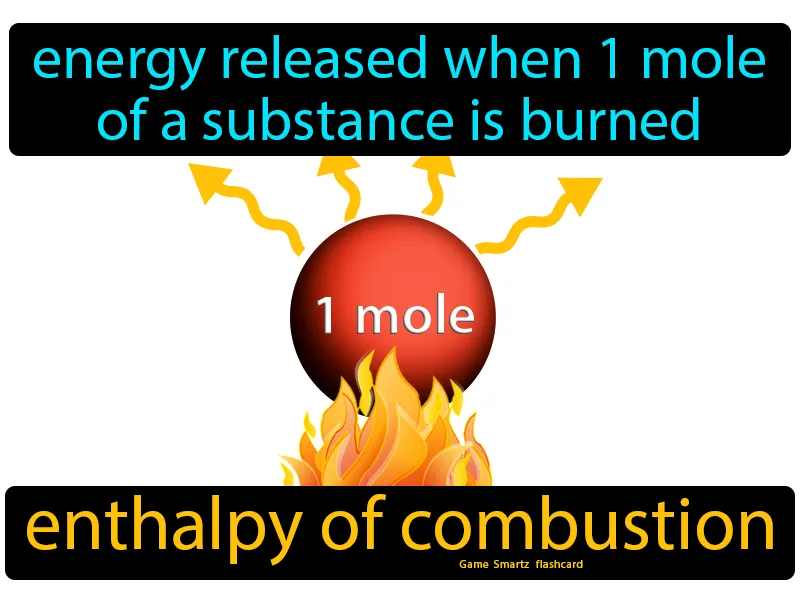 energy released when 1 mole
of a substance is burned
1 mole
enthalpy of combustion
Game Smartz flashcard